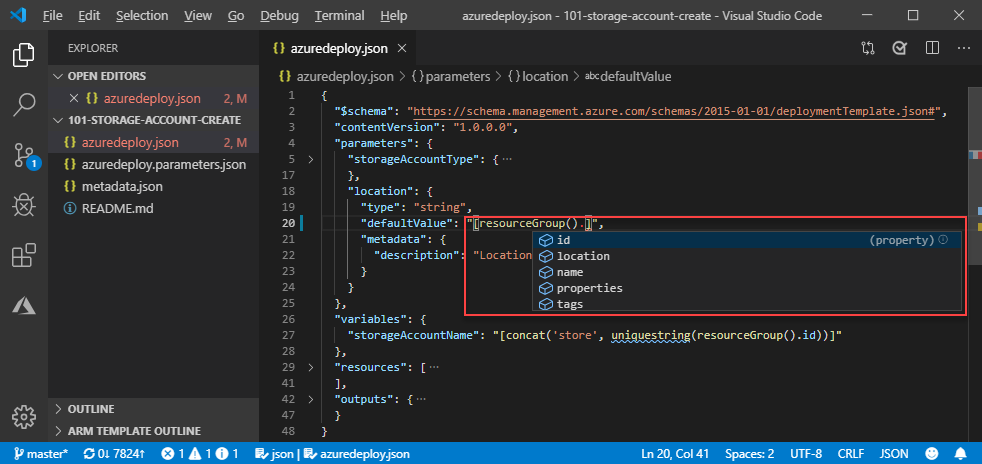 File Edit Selection View Go Debug Terminal Help azuredeploy.json - 101-storage-account-create - Visual Studio Code
EXPLORER
OPEN EDITORS
{} azuredeploy.json 2, M
101-STORAGE-ACCOUNT-CREATE
{} azuredeploy.json 2, M
{} azuredeploy.parameters.json
{} metadata.json
README.md
1
OUTLINE
ARM TEMPLATE OUTLINE
{} azuredeploy.json
{} azuredeploy.json > {} parameters > {} location > abc defaultValue
1 {
2 "$schema": "https://schema.management.azure.com/schemas/2015-01-01/deploymentTemplate.json#",
3 "contentVersion": "1.0.0.0",
4 "parameters": {
5 "storageAccountType": {···
17 },
18 "location": {
19 "type": "string",
20 "defaultValue": "[resourceGroup().]",
21 "metadata": {
22 "description": "Location
23 }
24 }
25 },
26 "variables": {
27 "storageAccountName": "[concat('store', uniquestring(resourceGroup().id))]"
28 },
29 "resources": [···
41 ],
42 "outputs": {···
47 }
48 }
id (property)
location
name
properties
tags
master* 0↓ 7824↑ 1 1 1 json | azuredeploy.json Ln 20, Col 41 Spaces: 2 UTF-8 CRLF JSON